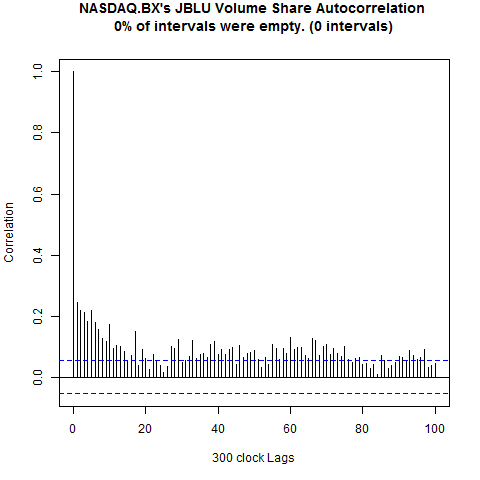 NASDAQ.BX's JBLU Volume Share Autocorrelation
0% of intervals were empty. (0 intervals)
1.0
0.8
0.6
0.4
0.2
0.0
Correlation
0 20 40 60 80 100
300 clock Lags